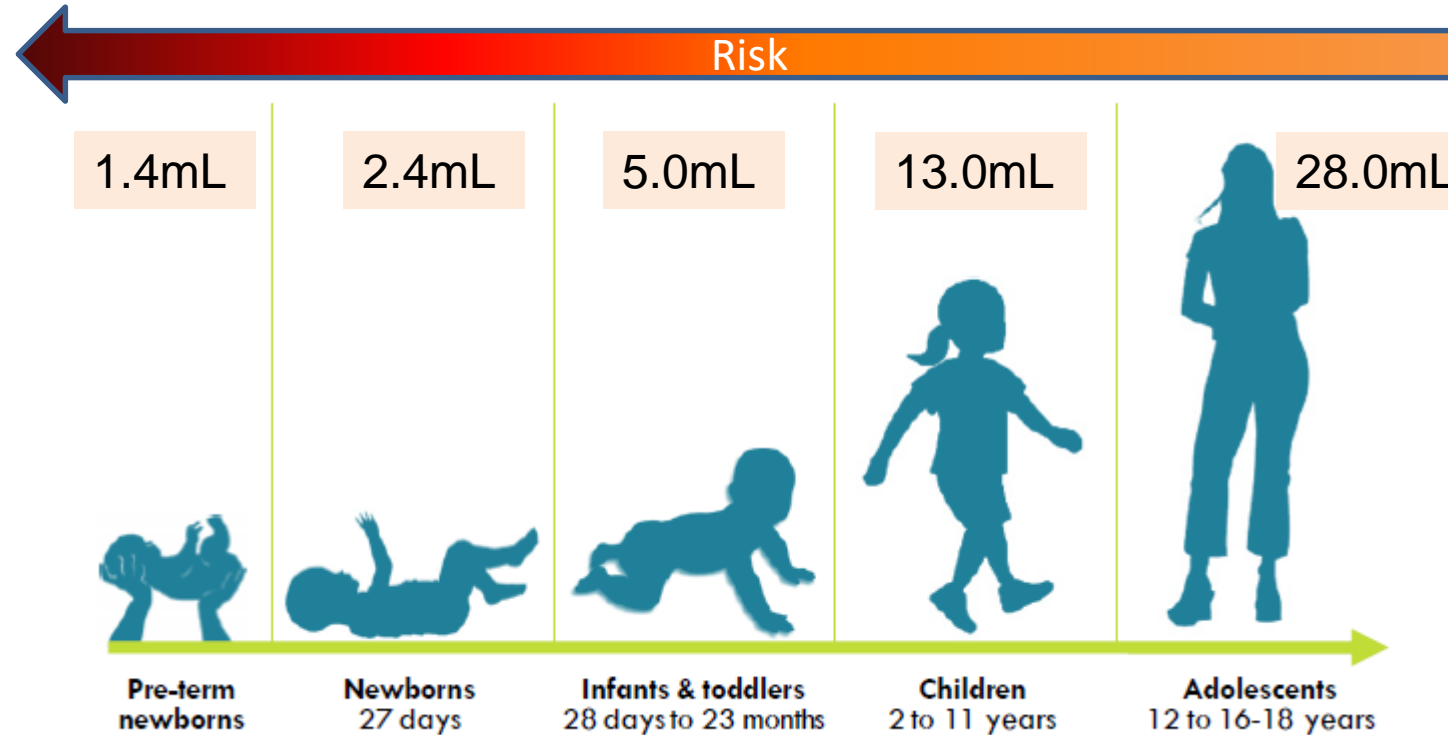 Risk
1.4mL
2.4mL
5.0mL
13.0mL
28.0mL
Pre-term
newborns
Newborns
27 days
Infants & toddlers
28 days to 23 months
Children
2 to 11 years
Adolescents
12 to 16-18 years